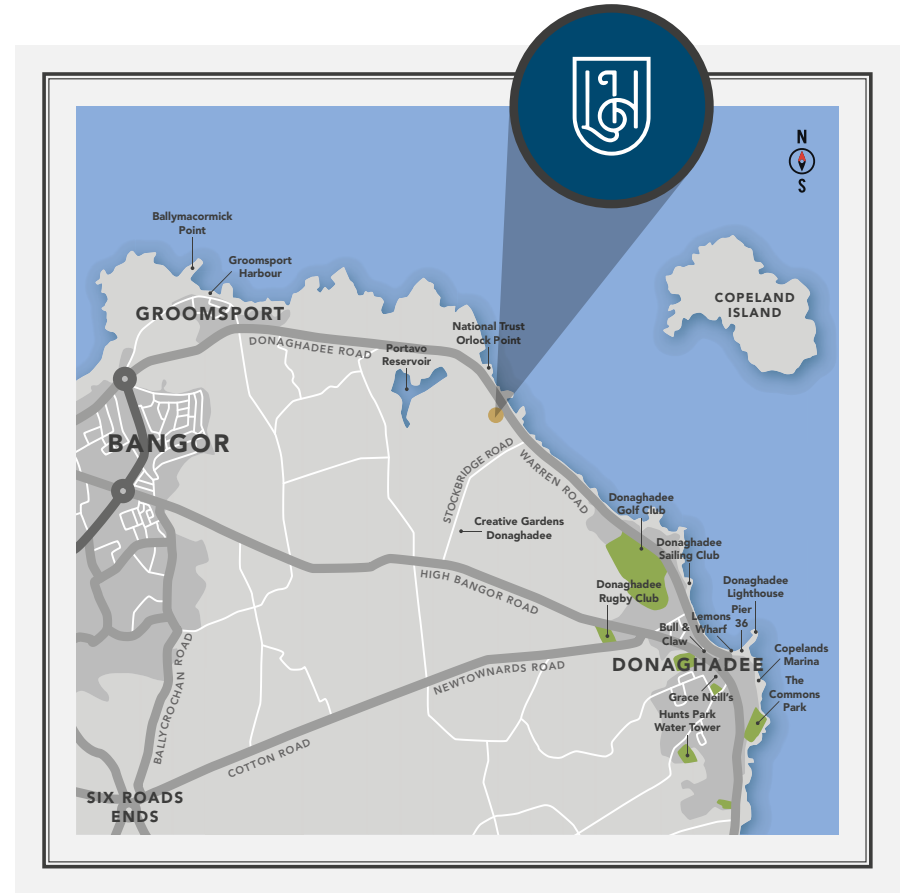 N
S
Ballymacormick
Point
Groomsport
Harbour
GROOMSPORT
COPELAND
ISLAND
DONAGHADEE ROAD
National Trust
Orlock Point
Portavo
Reservoir
BANGOR
STOCKBRIDGE ROAD
WARREN ROAD
Donaghadee
Golf Club
Creative Gardens
Donaghadee
Donaghadee
Sailing Club
HIGH BANGOR ROAD
Donaghadee
Rugby Club
Donaghadee
Lighthouse
Pier
36
Lemons
Wharf
Bull &
Claw
DONAGHADEE
Copelands
Marina
The
Commons
Park
NEWTOWNARDS ROAD
Grace Neill's
Hunts Park
Water Tower
BALLYCROCHAN ROAD
COTTON ROAD
SIX ROADS
ENDS